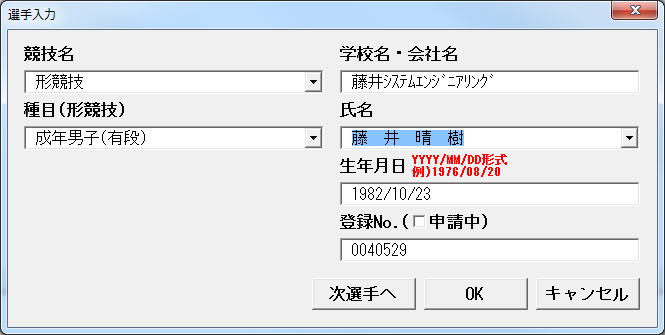 選手入力
競技名
形競技
種目(形競技)
成年男子(有段)
学校名・会社名
藤井ｼｽﾃﾑｴﾝｼﾞﾆｱﾘﾝｸﾞ
氏名
藤　井　晴　樹
生年月日 YYYY/MM/DD形式
例)1976/08/20
1982/10/23
登録No.(□申請中)
0040529
次選手へ OK キャンセル